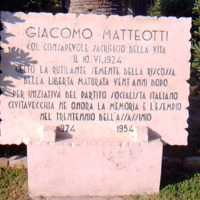 GIACOMO MATTEOTTI
COL CONSAPEVOLE SACRIFICIO DELLA VITA
IL 10.VI.1924
GETTÒ LA RUTILANTE SEMENTE DELLA RISCOSSA
DELLA LIBERTÀ MATURATA VENT'ANNI DOPO
PER INIZIATIVA DEL PARTITO SOCIALISTA ITALIANO
CIVITAVECCHIA NE ONORA LA MEMORIA E L'ESEMPIO
NEL TRENTENNIO DELL'ASSASSINIO
1924 1954